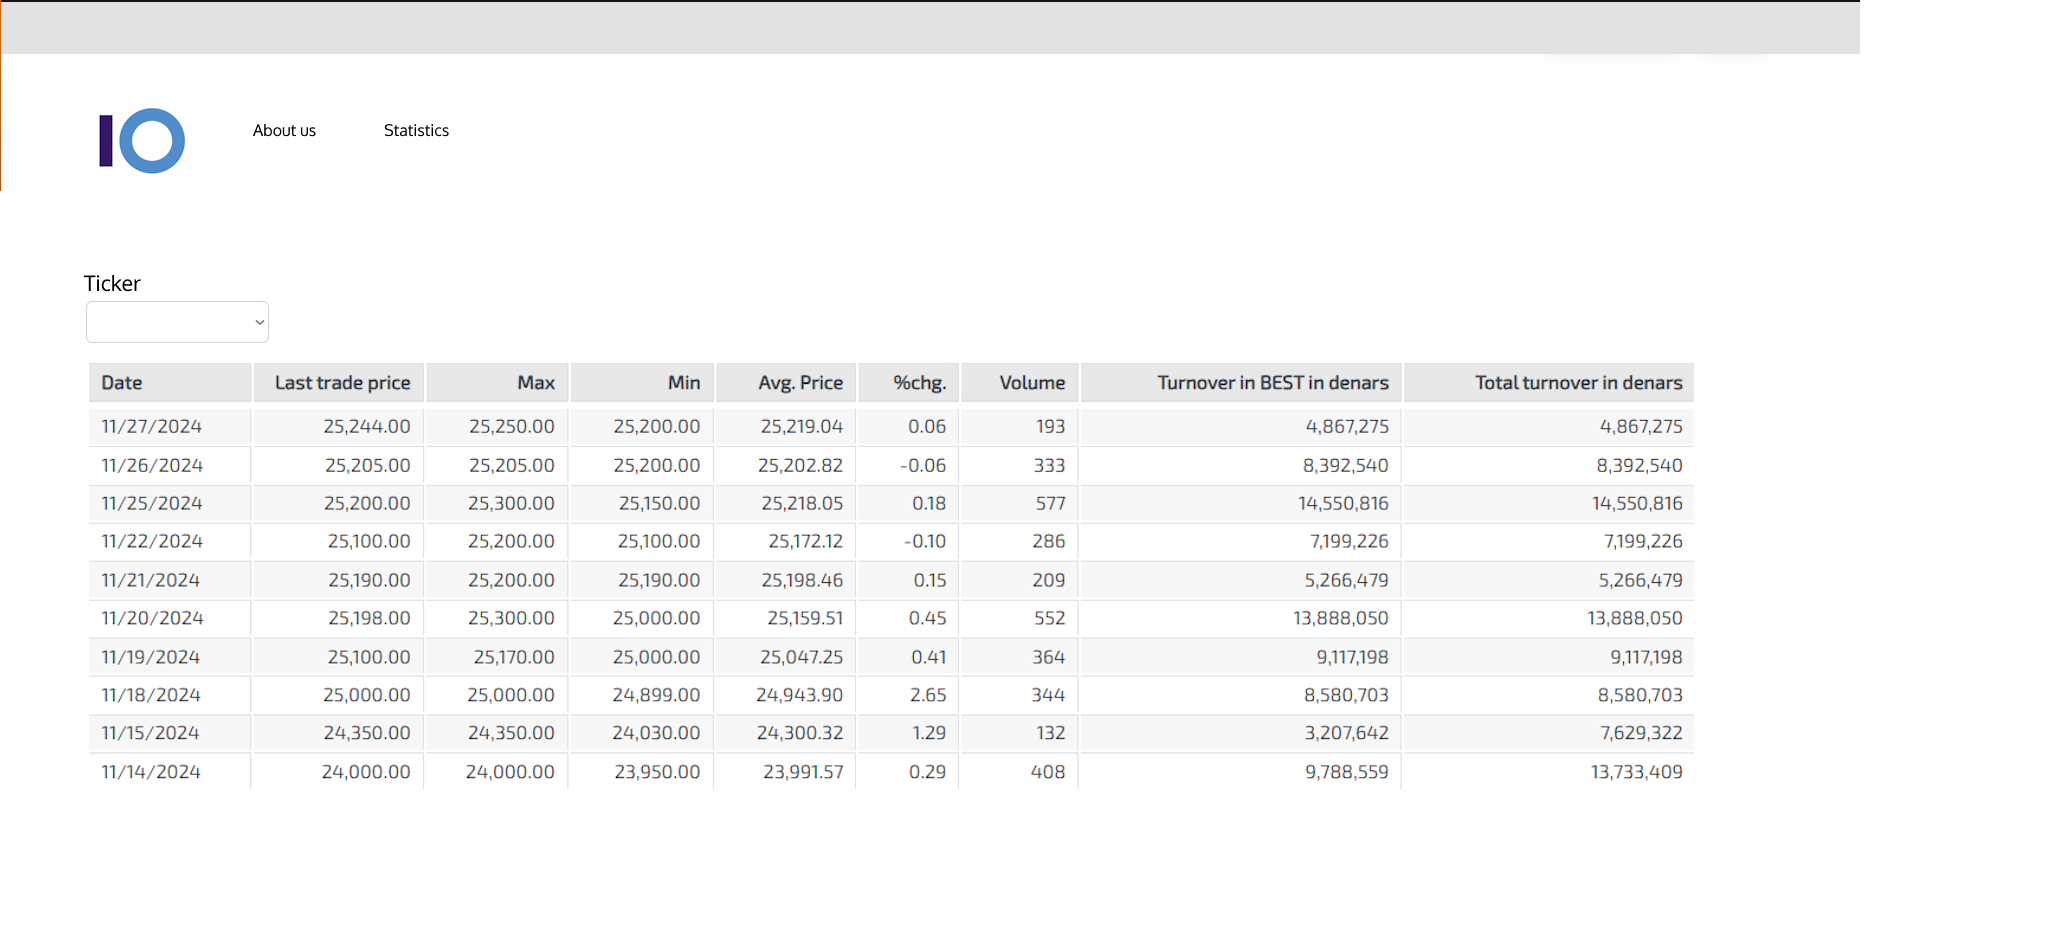 IO
About us Statistics
Ticker
Date Last trade price Max Min Avg. Price %chg. Volume Turnover in BEST in denars Total turnover in denars
11/27/2024 25,244.00 25,250.00 25,200.00 25,219.04 0.06 193 4,867,275 4,867,275
11/26/2024 25,205.00 25,205.00 25,200.00 25,202.82 -0.06 333 8,392,540 8,392,540
11/25/2024 25,200.00 25,300.00 25,150.00 25,218.05 0.18 577 14,550,816 14,550,816
11/22/2024 25,100.00 25,200.00 25,100.00 25,172.12 -0.10 286 7,199,226 7,199,226
11/21/2024 25,190.00 25,200.00 25,190.00 25,198.46 0.15 209 5,266,479 5,266,479
11/20/2024 25,198.00 25,300.00 25,000.00 25,159.51 0.45 552 13,888,050 13,888,050
11/19/2024 25,100.00 25,170.00 25,000.00 25,047.25 0.41 364 9,117,198 9,117,198
11/18/2024 25,000.00 25,000.00 24,899.00 24,943.90 2.65 344 8,580,703 8,580,703
11/15/2024 24,350.00 24,350.00 24,030.00 24,300.32 1.29 132 3,207,642 7,629,322
11/14/2024 24,000.00 24,000.00 23,950.00 23,991.57 0.29 408 9,788,559 13,733,409